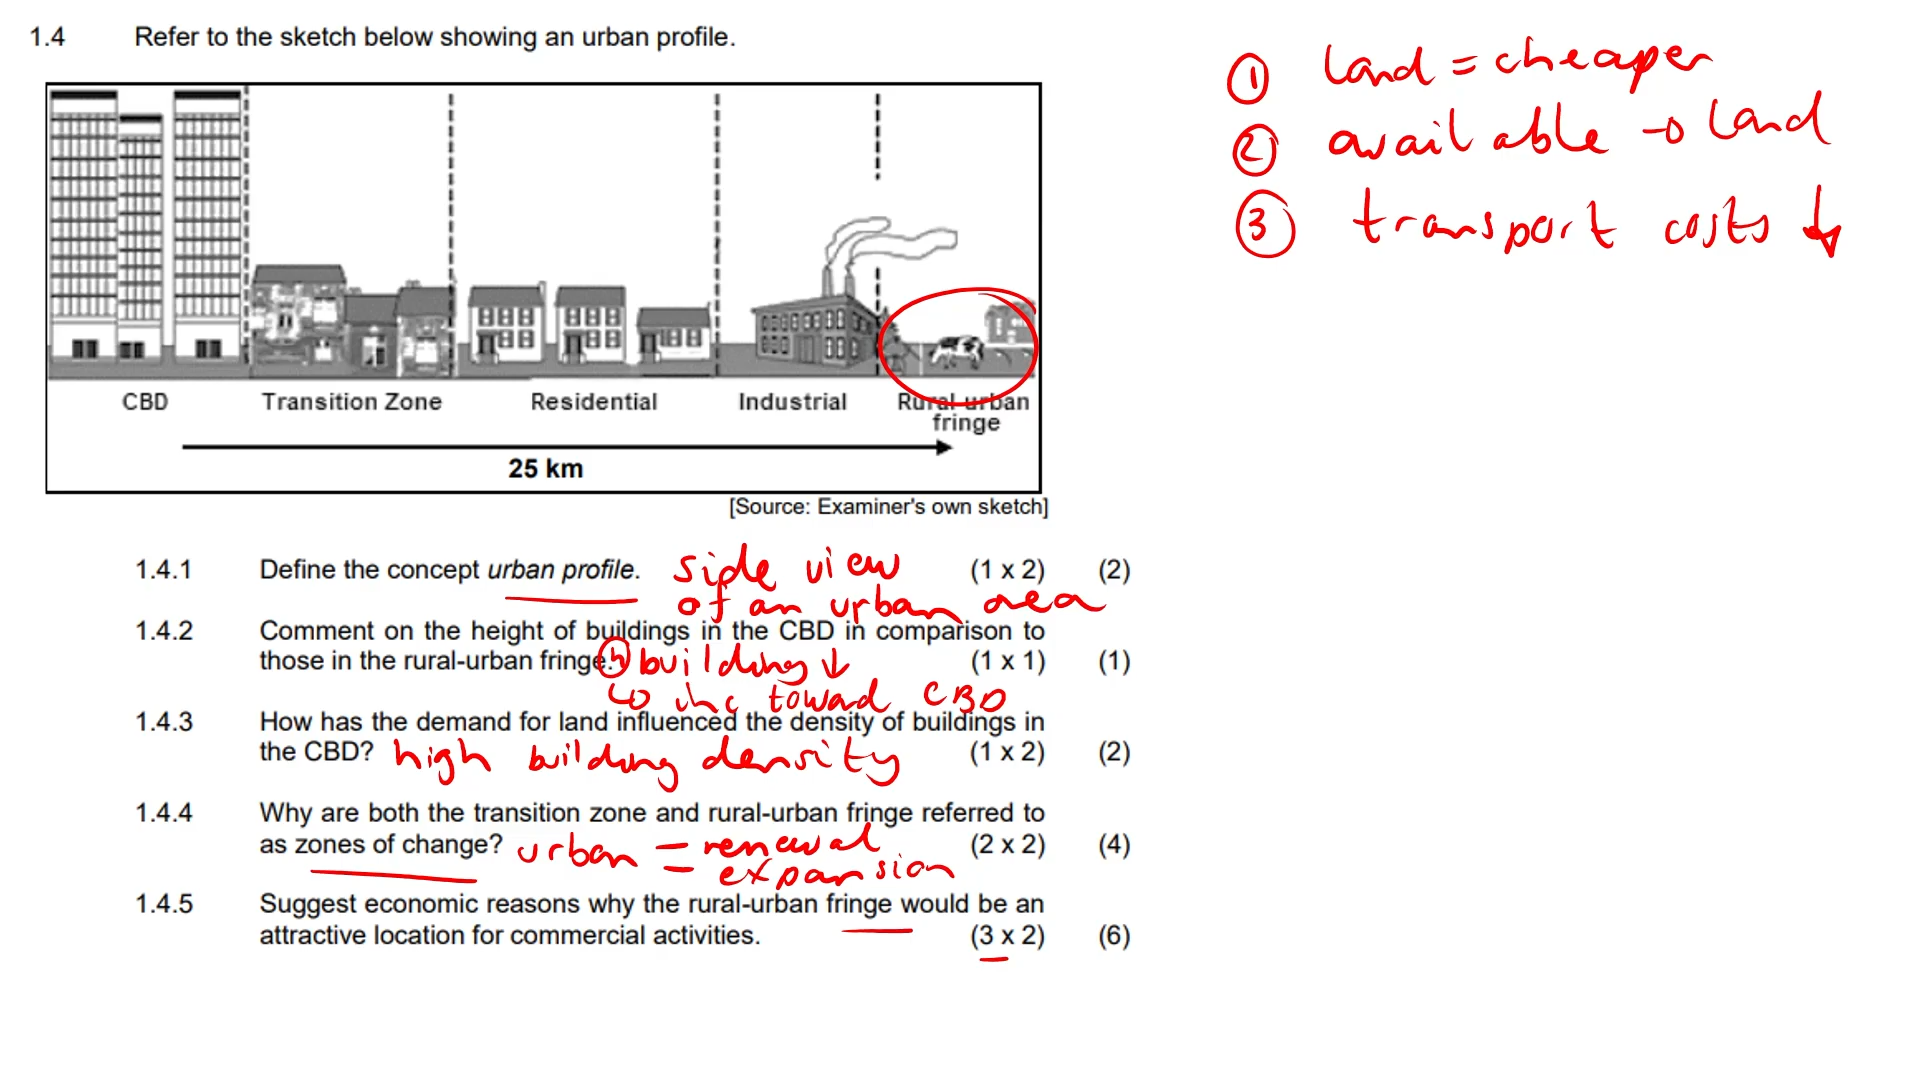 1.4 Refer to the sketch below showing an urban profile.
① land = cheaper
② available → land
③ transport costs ↓
CBD Transition Zone Residential Industrial Rural-urban
fringe
25 km
[Source: Examiner's own sketch]
1.4.1 Define the concept urban profile. side view (1 x 2) (2)
of an urban area
1.4.2 Comment on the height of buildings in the CBD in comparison to
those in the rural-urban fringe. (h) building ↓ (1 x 1) (1)
↳ inc toward CBD
1.4.3 How has the demand for land influenced the density of buildings in
the CBD? high building density (1 x 2) (2)
1.4.4 Why are both the transition zone and rural-urban fringe referred to
as zones of change? urban = renewal (2 x 2) (4)
= expansion
1.4.5 Suggest economic reasons why the rural-urban fringe would be an
attractive location for commercial activities. (3 x 2) (6)